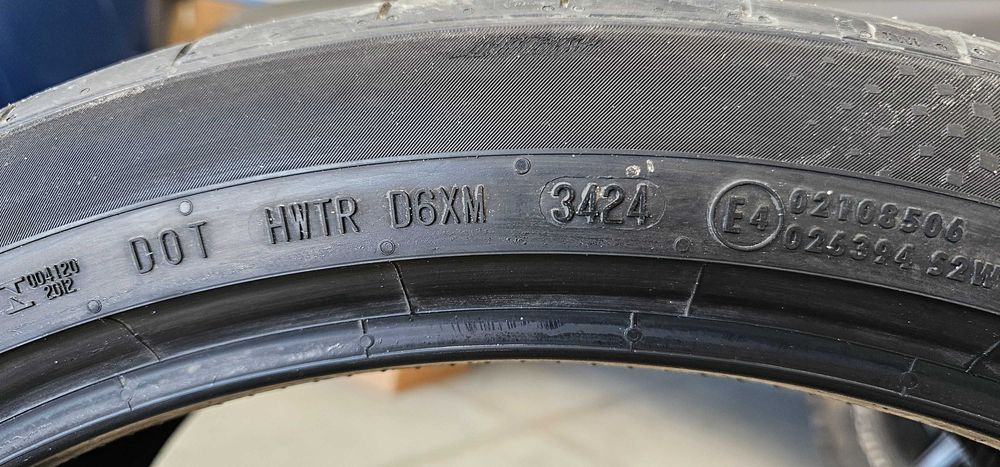 004120
2012
DOT HWTR D6XM 3424
E4
02108506
026394 S2W